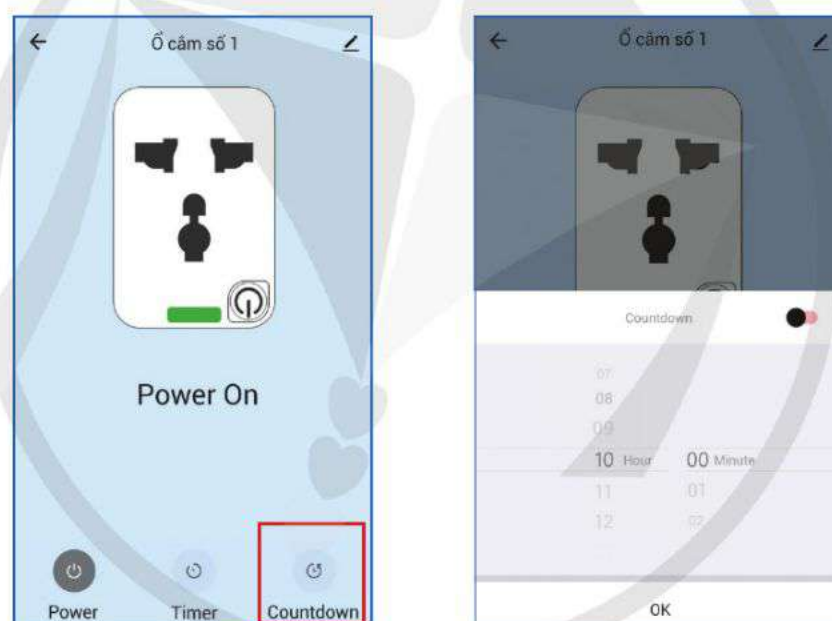 Ổ cắm số 1
Power On
Power
Timer
Countdown
Ổ cắm số 1
Countdown
07
08
09
10 Hour 00 Minute
11 01
12 02
OK